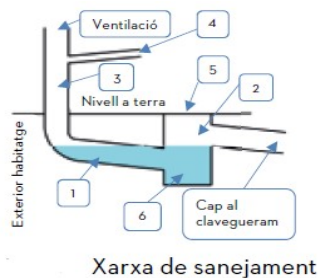 Ventilació
4
3
5
Nivell a terra
2
Exterior habitatge
1
6
Cap al
clavegueram
Xarxa de sanejament